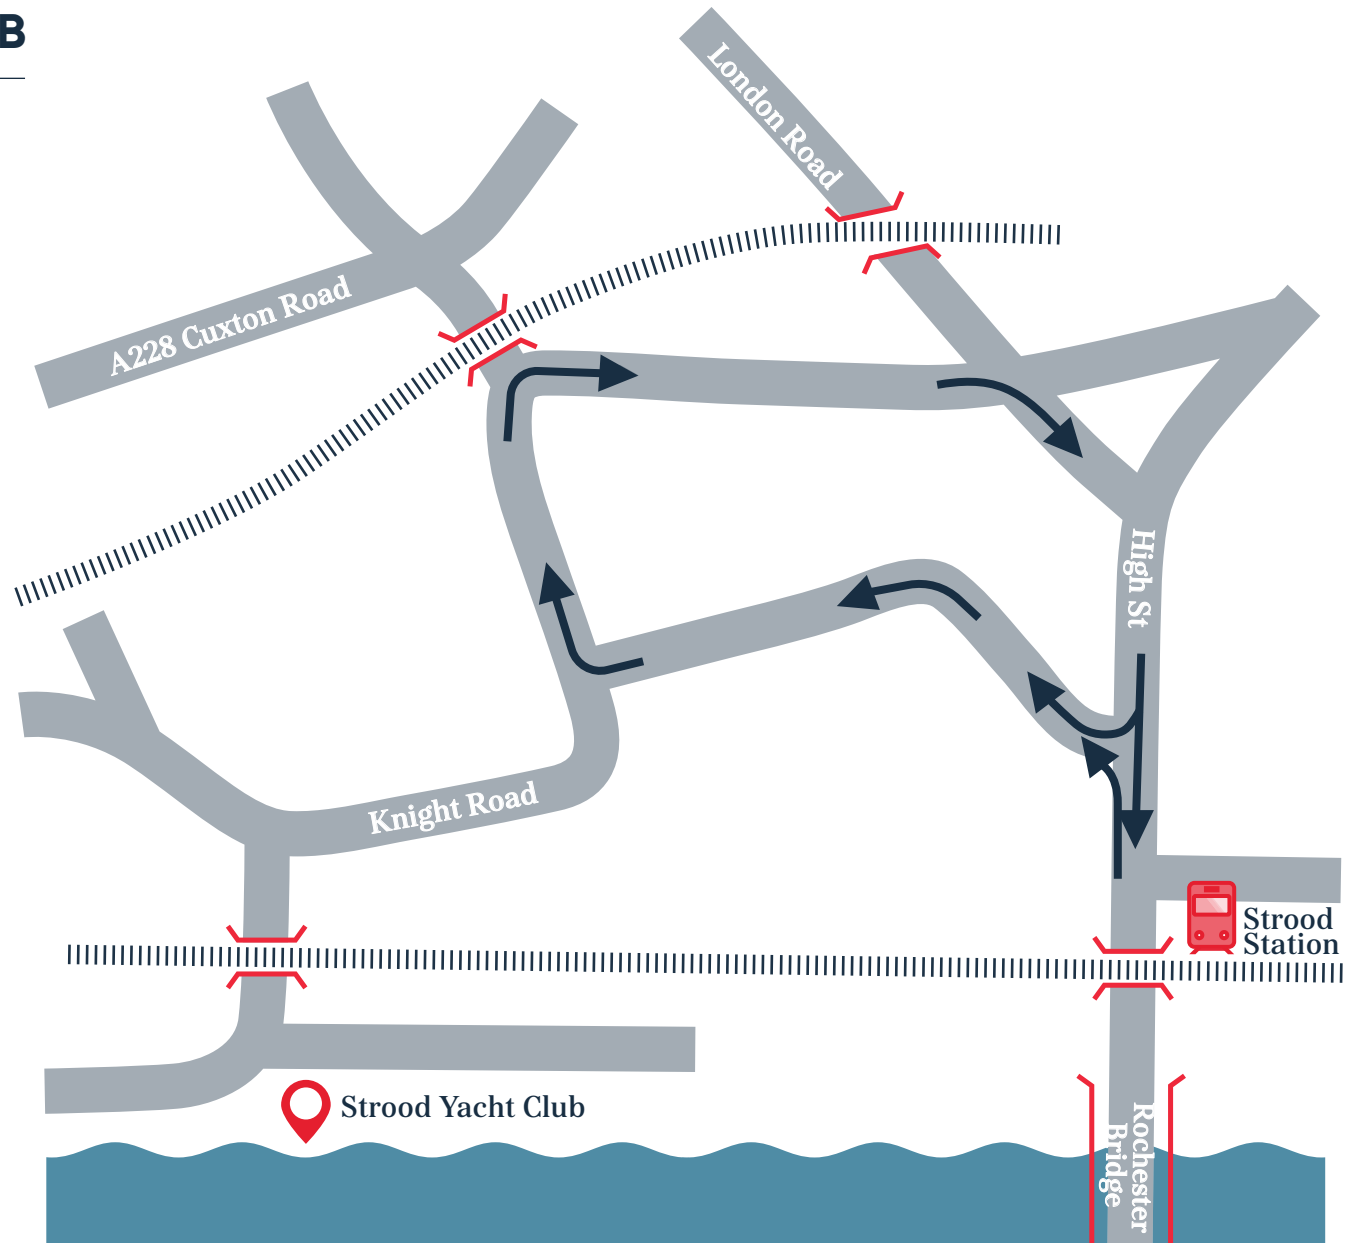 B
London Road
A228 Cuxton Road
High St
Knight Road
Strood
Station
Strood Yacht Club
Rochester
Bridge